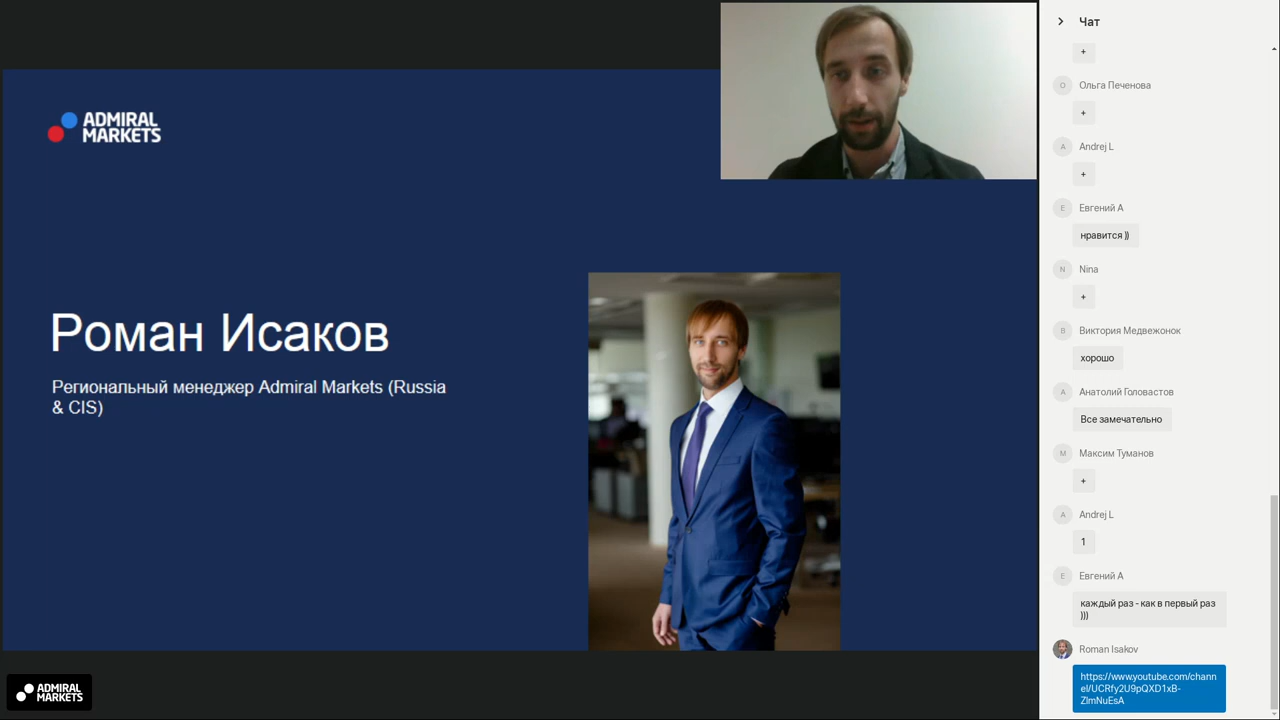 ADMIRAL
MARKETS
Роман Исаков
Региональный менеджер Admiral Markets (Russia
& CIS)
ADMIRAL
MARKETS
Чат
+
О
Ольга Печенова
+
A
Andrej L
+
Е
Евгений А
нравится ))
N
Nina
+
В
Виктория Медвежонок
хорошо
А
Анатолий Головастов
Все замечательно
М
Максим Туманов
+
A
Andrej L
1
Е
Евгений А
каждый раз - как в первый раз
)))
Roman Isakov
https://www.youtube.com/chann
el/UCRfy2U9pQXD1xB-
ZlmNuEsA